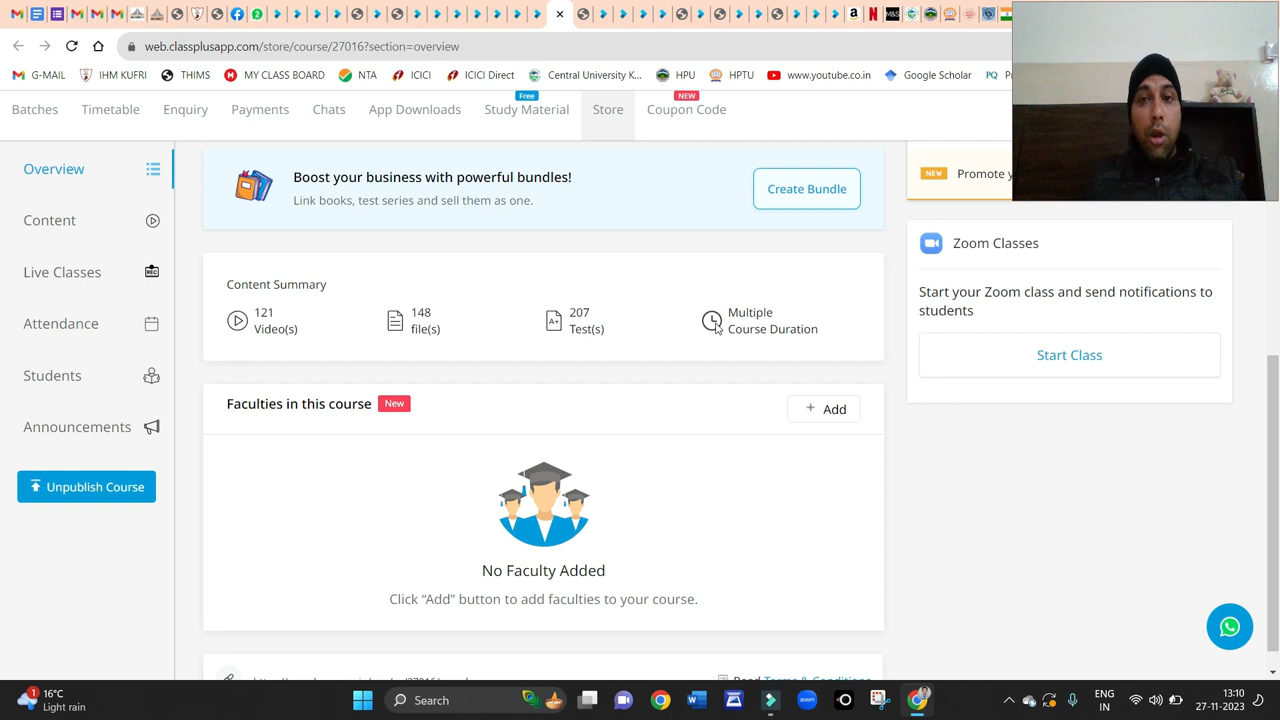 web.classplusapp.com/store/course/27016?section=overview
G-MAIL IHM KUFRI THIMS MY CLASS BOARD NTA ICICI ICICI Direct Central University K... HPU HPTU www.youtube.co.in Google Scholar
Free NEW
Batches Timetable Enquiry Payments Chats App Downloads Study Material Store Coupon Code
Overview
Content
Live Classes
REC
Attendance
Students
Announcements
Unpublish Course
Boost your business with powerful bundles!
Link books, test series and sell them as one.
Create Bundle
Content Summary
121
Video(s)
148
file(s)
A+
207
Test(s)
Multiple
Course Duration
Faculties in this course New
+ Add
No Faculty Added
Click “Add” button to add faculties to your course.
Read Terms & Conditions
NEW Promote
Zoom Classes
Start your Zoom class and send notifications to
students
Start Class
1 16°C
Light rain
Search
zoom
ENG
IN
13:10
27-11-2023